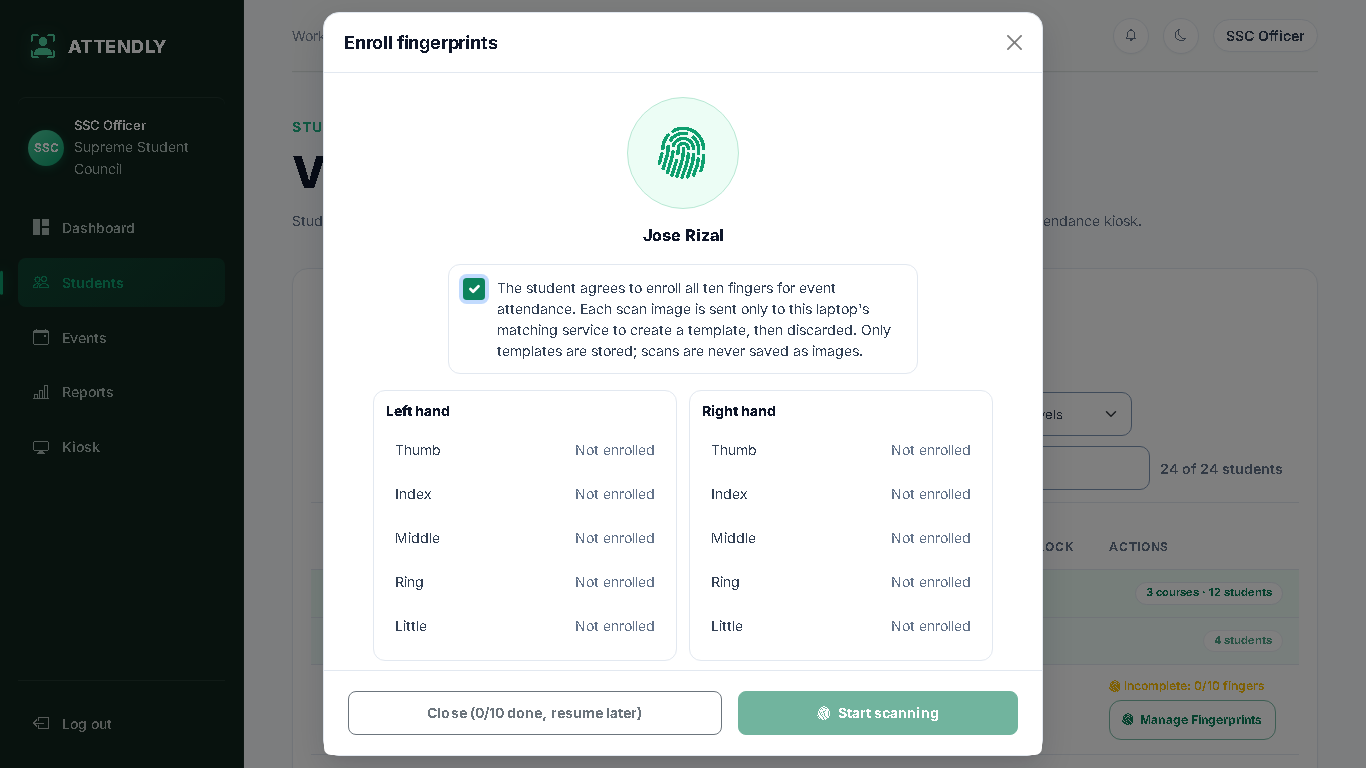 ATTENDLY
SSC
SSC Officer
Supreme Student
Council
Dashboard
Students
Events
Reports
Kiosk
Log out
SSC Officer
endance kiosk.
24 of 24 students
ACTIONS
3 courses · 12 students
4 students
Incomplete: 0/10 fingers
Manage Fingerprints
Enroll fingerprints
Jose Rizal
The student agrees to enroll all ten fingers for event
attendance. Each scan image is sent only to this laptop's
matching service to create a template, then discarded. Only
templates are stored; scans are never saved as images.
Left hand
Thumb Not enrolled
Index Not enrolled
Middle Not enrolled
Ring Not enrolled
Little Not enrolled
Right hand
Thumb Not enrolled
Index Not enrolled
Middle Not enrolled
Ring Not enrolled
Little Not enrolled
Close (0/10 done, resume later)
Start scanning